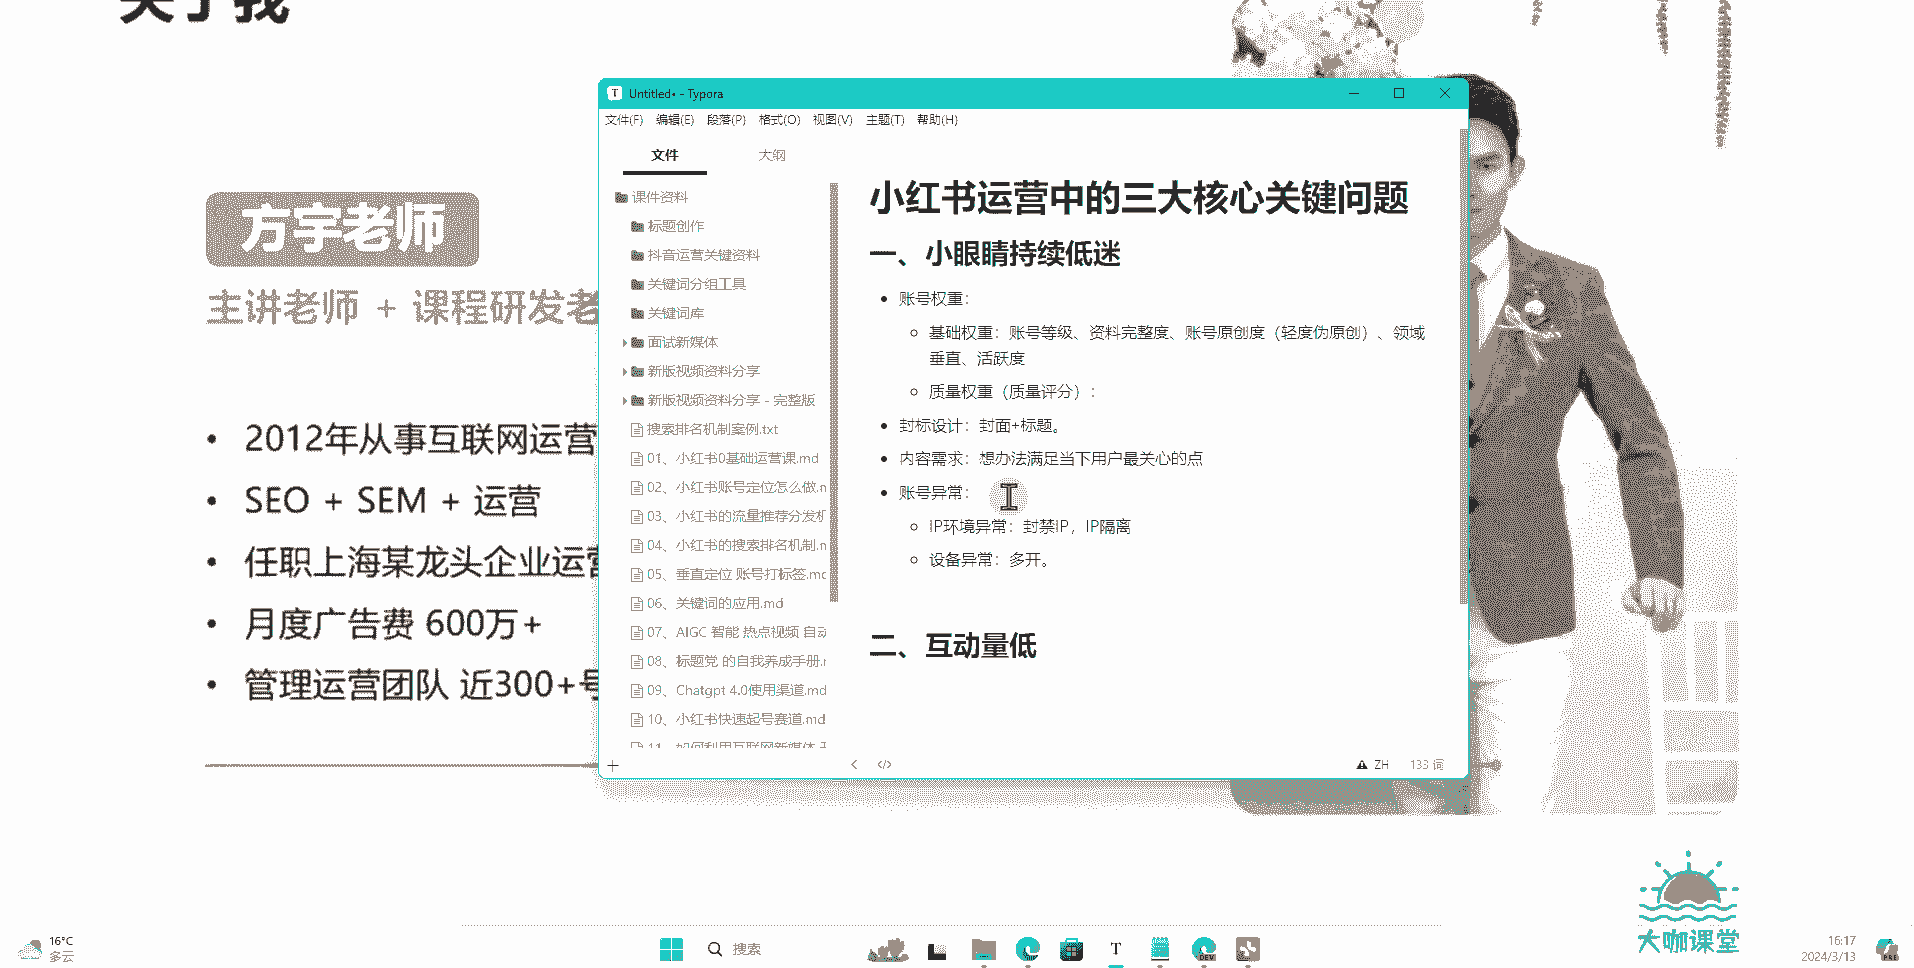 关于我
方宇老师
主讲老师 + 课程研发者
2012年从事互联网运营
SEO + SEM + 运营
任职上海某龙头企业运营
月度广告费 600万+
管理运营团队 近300+号
Untitled• - Typora
文件(F) 编辑(E) 段落(P) 格式(O) 视图(V) 主题(T) 帮助(H)
文件 大纲
课件资料
标题创作
抖音运营关键资料
关键词分组工具
关键词库
面试新媒体
新版视频资料分享
新版视频资料分享 - 完整版
搜索排名机制案例.txt
01、小红书0基础运营课.md
02、小红书账号定位怎么做.m
03、小红书的流量推荐分发机
04、小红书的搜索排名机制.m
05、垂直定位 账号打标签.md
06、关键词的应用.md
07、AIGC 智能 热点视频 自动
08、标题党 的自我养成手册.m
09、Chatgpt 4.0使用渠道.md
10、小红书快速起号赛道.md
11、如何利用互联网新媒体
小红书运营中的三大核心关键问题
一、小眼睛持续低迷
账号权重：
基础权重：账号等级、资料完整度、账号原创度（轻度伪原创）、领域
垂直、活跃度
质量权重（质量评分）：
封标设计：封面+标题。
内容需求：想办法满足当下用户最关心的点
账号异常：
IP环境异常：封禁IP，IP隔离
设备异常：多开。
二、互动量低
ZH 133 词
大咖课堂
16°C
多云
搜索
T
DEV
16:17
2024/3/13
PRE